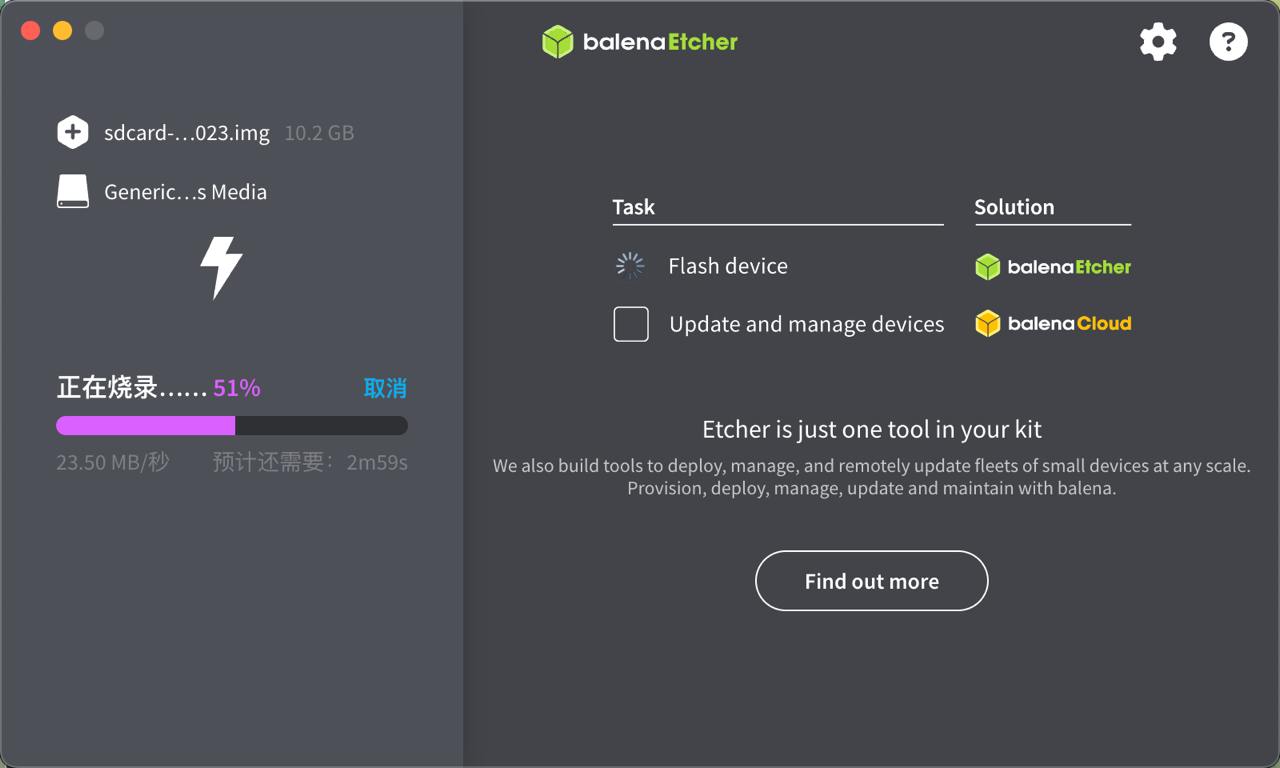 balenaEtcher
sdcard-...023.img 10.2 GB
Generic...s Media
正在烧录...... 51% 取消
23.50 MB/秒 预计还需要：2m59s
Task Solution
Flash device balenaEtcher
Update and manage devices balenaCloud
Etcher is just one tool in your kit
We also build tools to deploy, manage, and remotely update fleets of small devices at any scale.
Provision, deploy, manage, update and maintain with balena.
Find out more